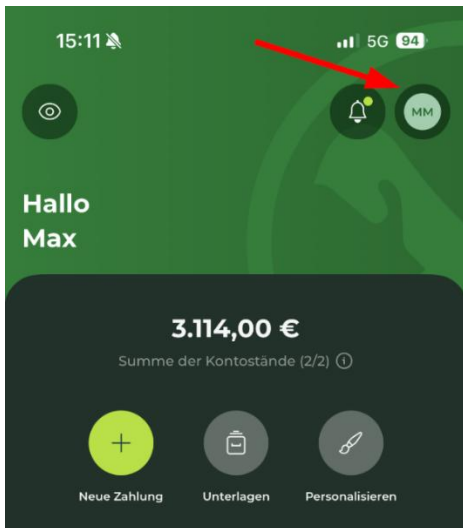 15:11
5G 94
MM
Hallo
Max
3.114,00 €
Summe der Kontostände (2/2)
Neue Zahlung Unterlagen Personalisieren